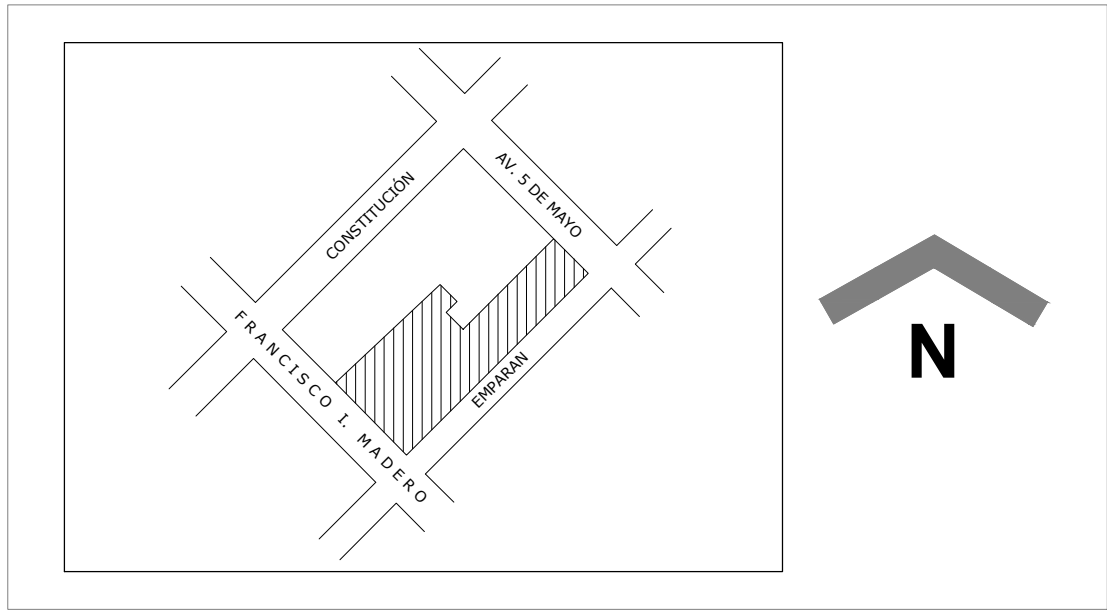 AV. 5 DE MAYO
CONSTITUCIÓN
FRANCISCO I. MADERO
EMPARAN
N